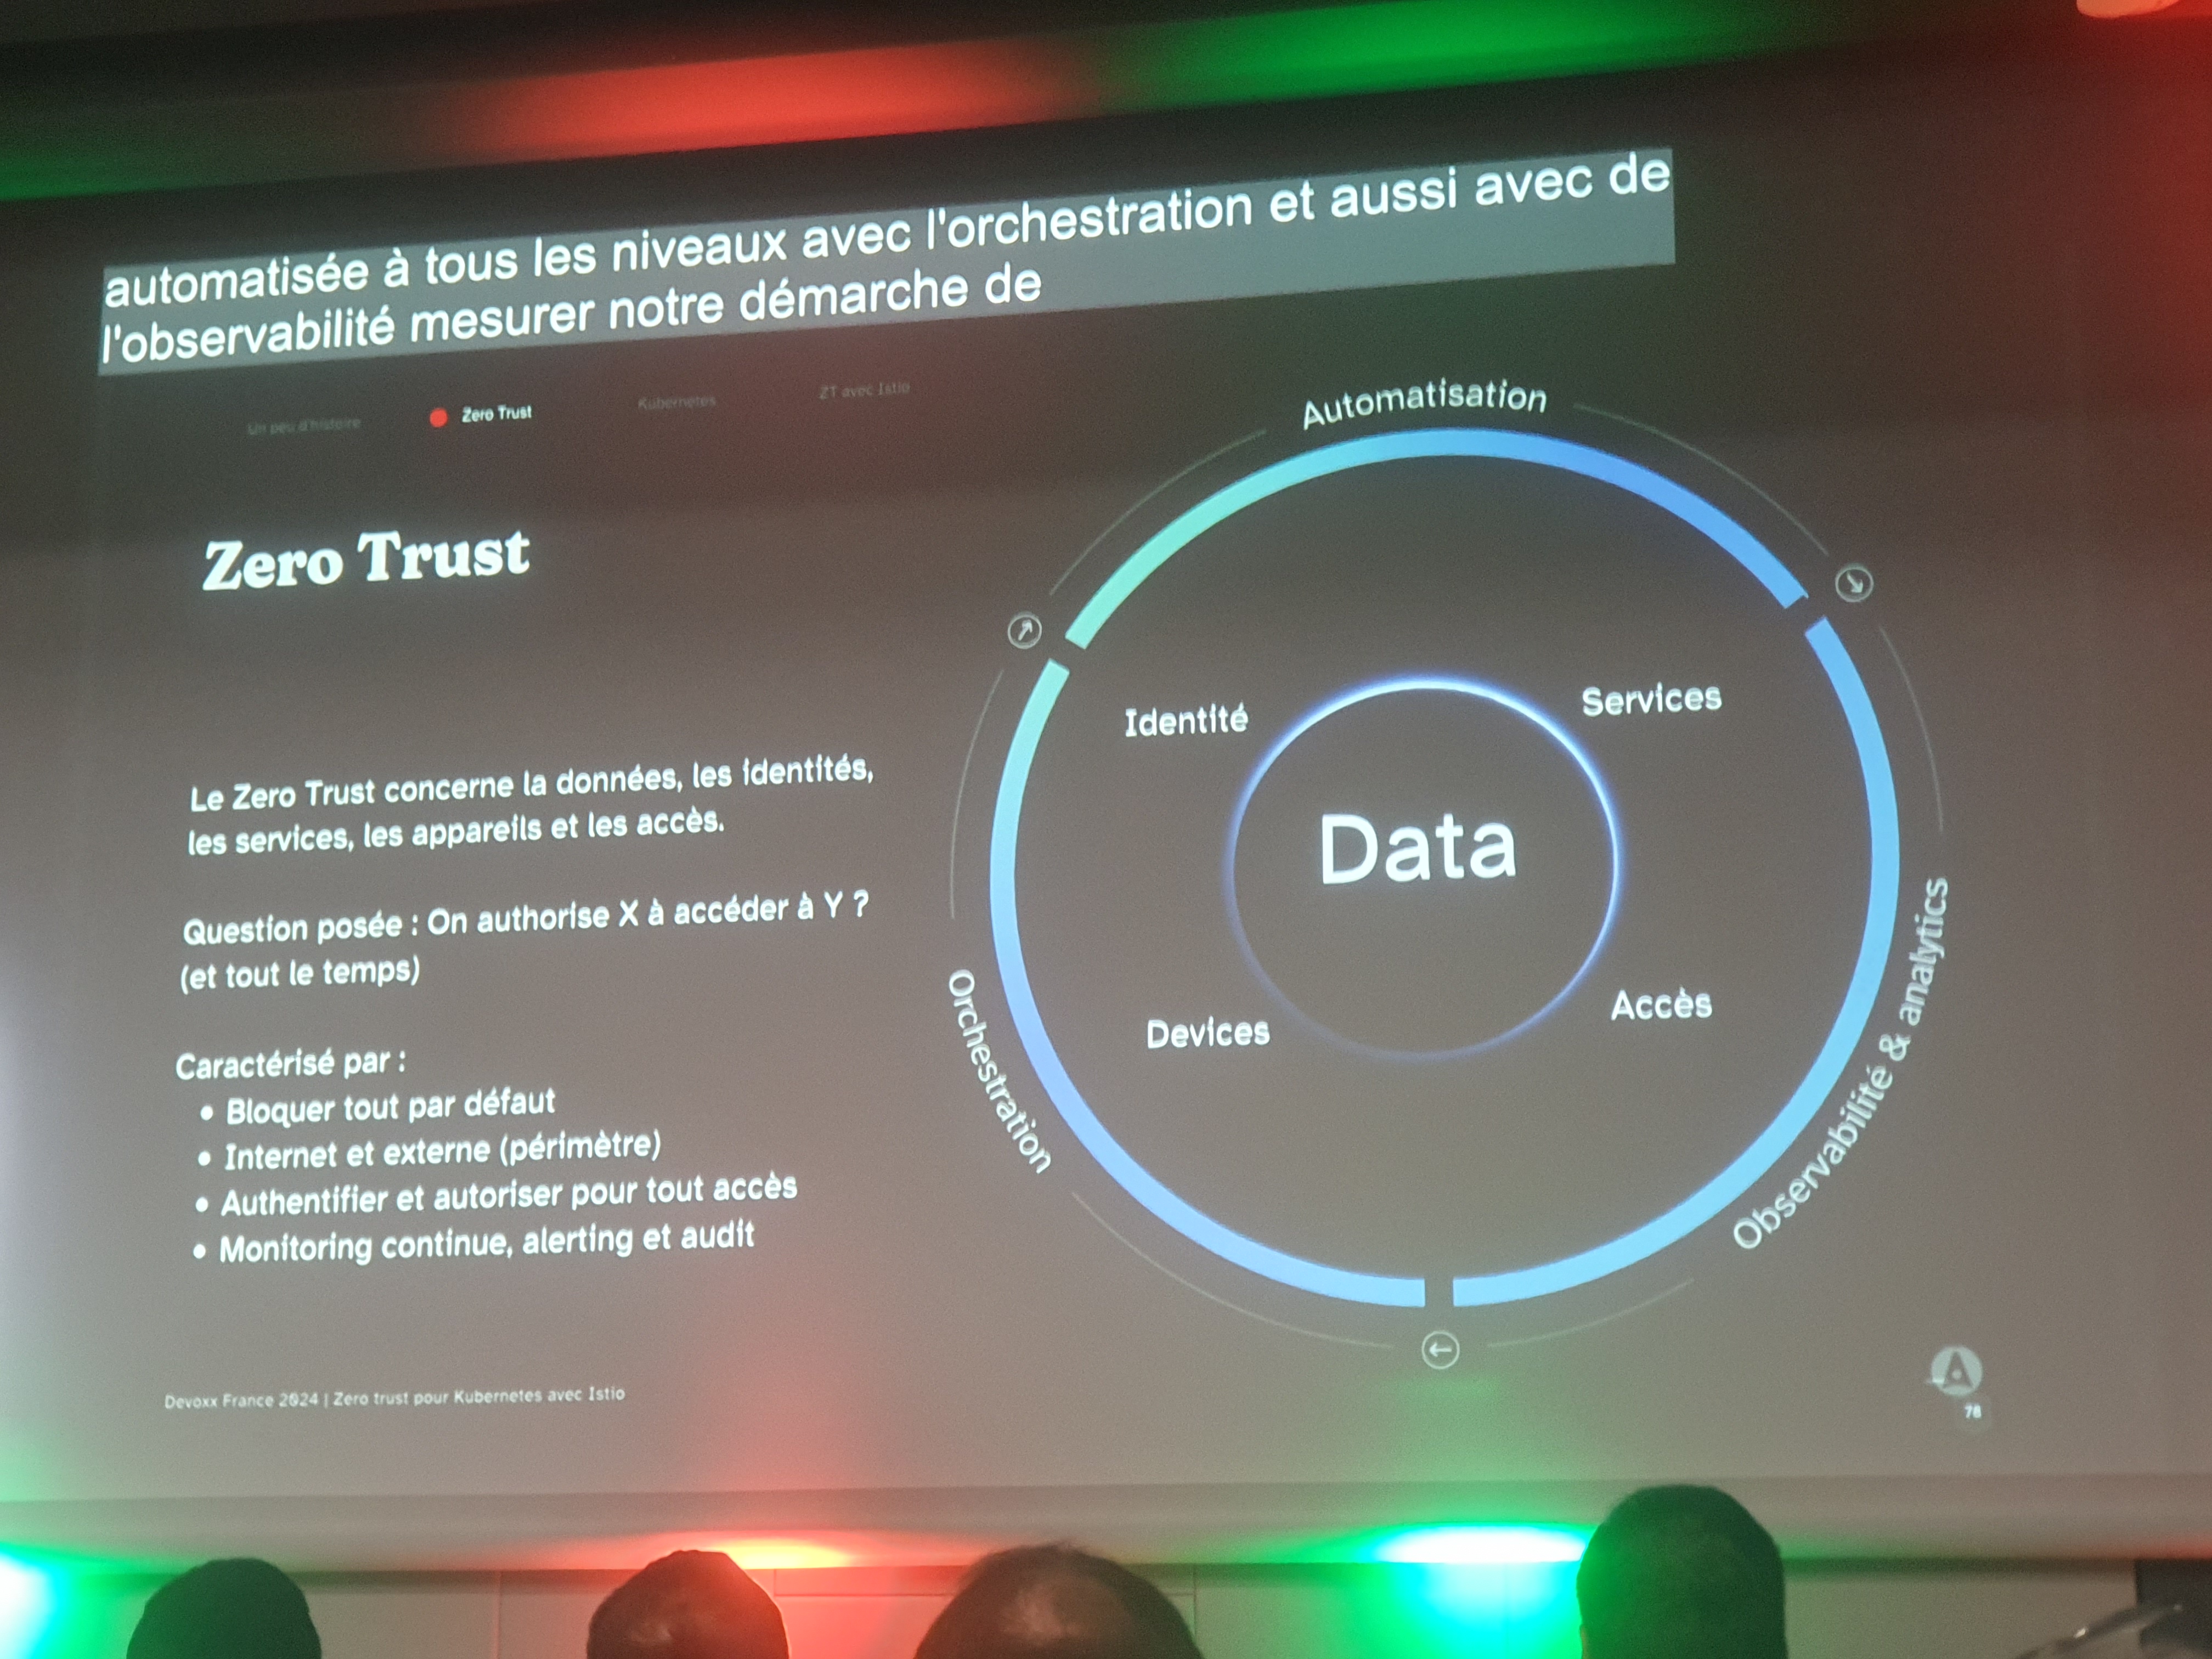 automatisée à tous les niveaux avec l'orchestration et aussi avec de
l'observabilité mesurer notre démarche de
Un peu d'histoire
Zero Trust
Kubernetes
ZT avec Istio
Zero Trust
Le Zero Trust concerne la données, les identités,
les services, les appareils et les accès.
Question posée : On authorise X à accéder à Y ?
(et tout le temps)
Caractérisé par :
• Bloquer tout par défaut
• Internet et externe (périmètre)
• Authentifier et autoriser pour tout accès
• Monitoring continue, alerting et audit
Automatisation
Identité
Services
Data
Devices
Accès
Orchestration
Observabilité & analytics
Devoxx France 2024 | Zero trust pour Kubernetes avec Istio
78